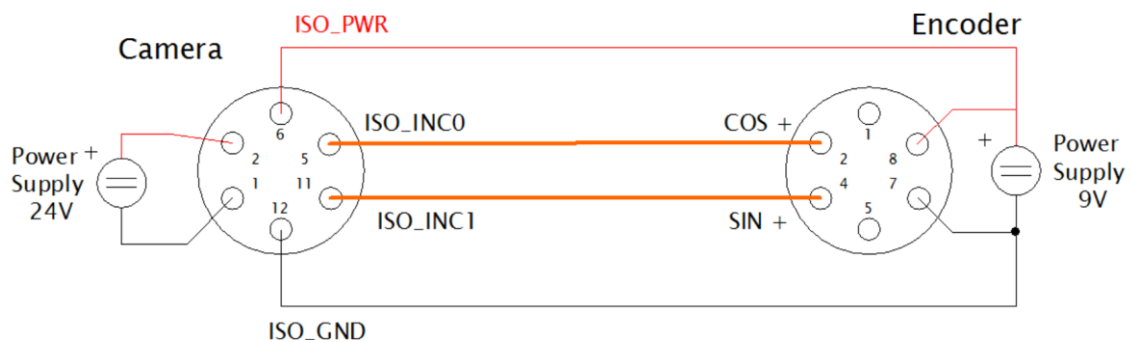 ISO_PWR
Camera
Encoder
6
ISO_INC0
COS +
1
Power +
Supply
24V
2
5
1
11
12
ISO_INC1
SIN +
2
8
4
7
5
+
Power
Supply
9V
ISO_GND